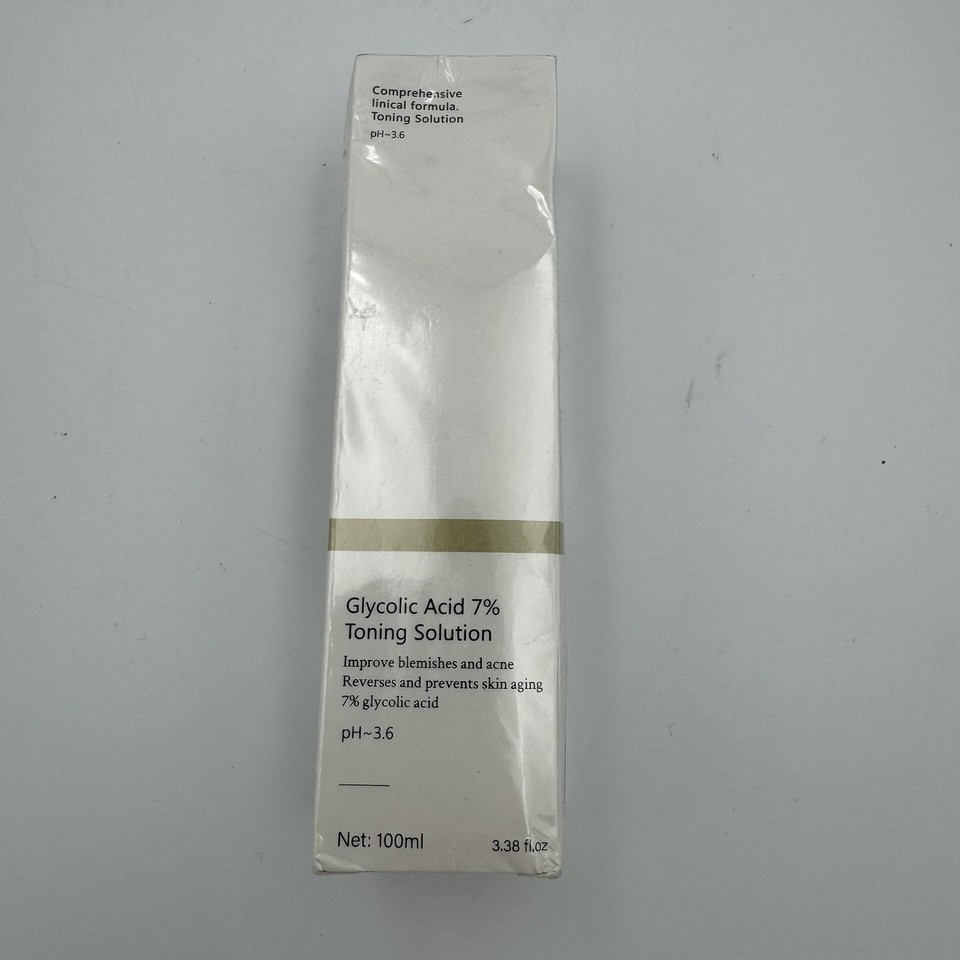 Comprehensive
linical formula.
Toning Solution
pH~3.6
Glycolic Acid 7%
Toning Solution
Improve blemishes and acne
Reverses and prevents skin aging
7% glycolic acid
pH~3.6
Net: 100ml 3.38 fl.oz